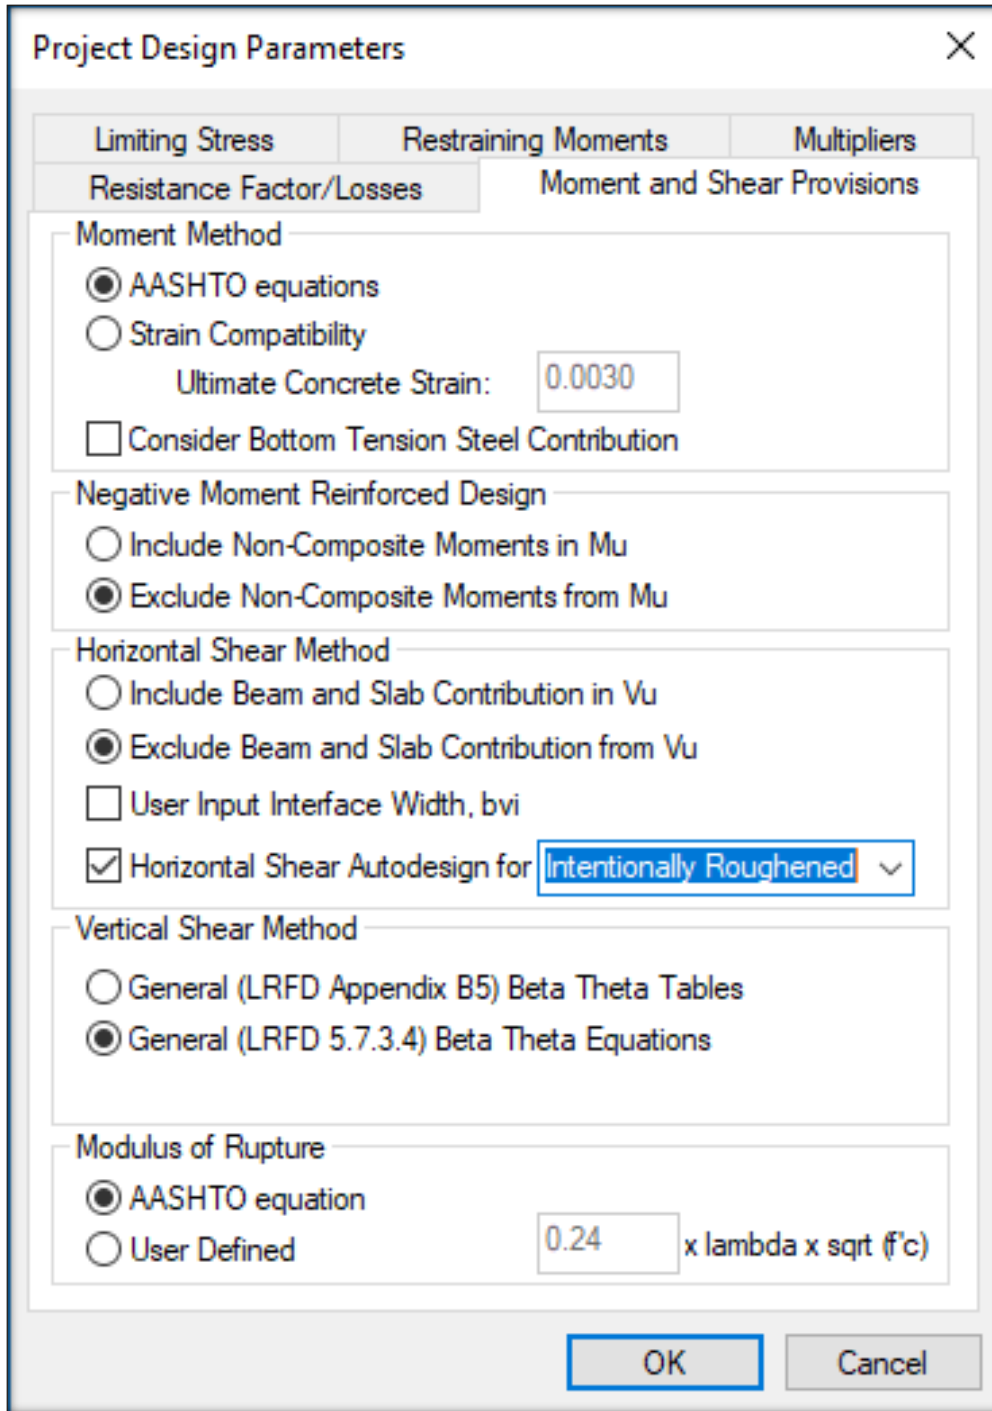 Project Design Parameters
Limiting Stress Restraining Moments Multipliers
Resistance Factor/Losses Moment and Shear Provisions
Moment Method
AASHTO equations
Strain Compatibility
Ultimate Concrete Strain: 0.0030
Consider Bottom Tension Steel Contribution
Negative Moment Reinforced Design
Include Non-Composite Moments in Mu
Exclude Non-Composite Moments from Mu
Horizontal Shear Method
Include Beam and Slab Contribution in Vu
Exclude Beam and Slab Contribution from Vu
User Input Interface Width, bvi
Horizontal Shear Autodesign for Intentionally Roughened
Vertical Shear Method
General (LRFD Appendix B5) Beta Theta Tables
General (LRFD 5.7.3.4) Beta Theta Equations
Modulus of Rupture
AASHTO equation
User Defined 0.24 x lambda x sqrt (f'c)
OK Cancel